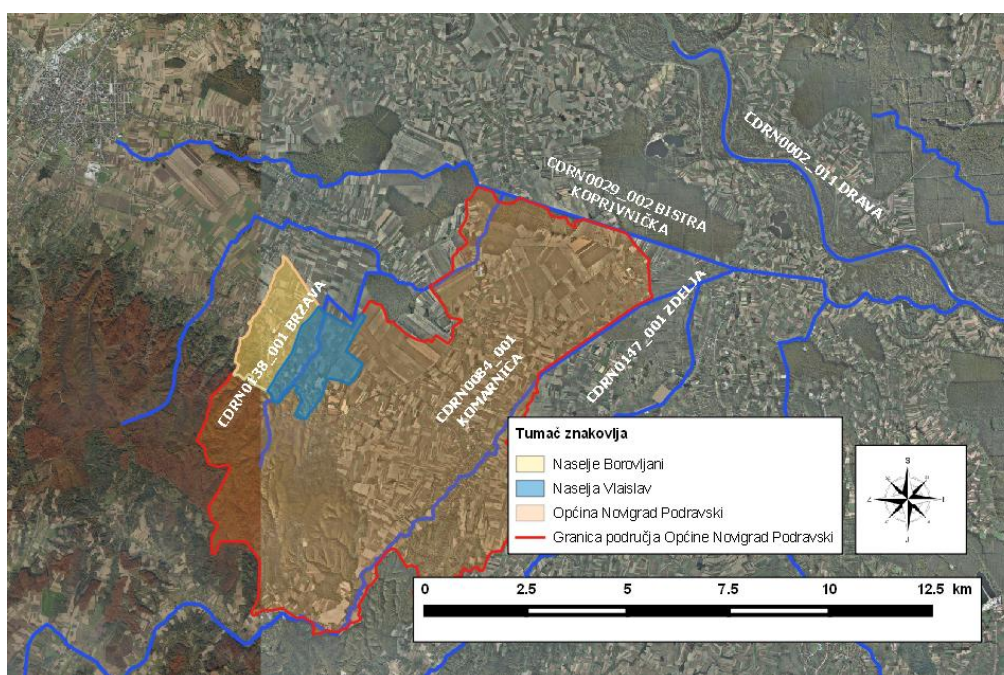 CDRN0002_011 DRAVA
CDRN0029_002 BISTRA
KOPRIVNIČKA
CDRN0138_001 BRZAVA
CDRN0084_001
KOMARNICA
CDRN0147_001 ZDELJA
Tumač znakovlja
Naselje Borovljani
Naselja Vlaislav
Općina Novigrad Podravski
Granica područja Općine Novigrad Podravski
S
I
J
Z
0
2.5
5
7.5
10
12.5 km